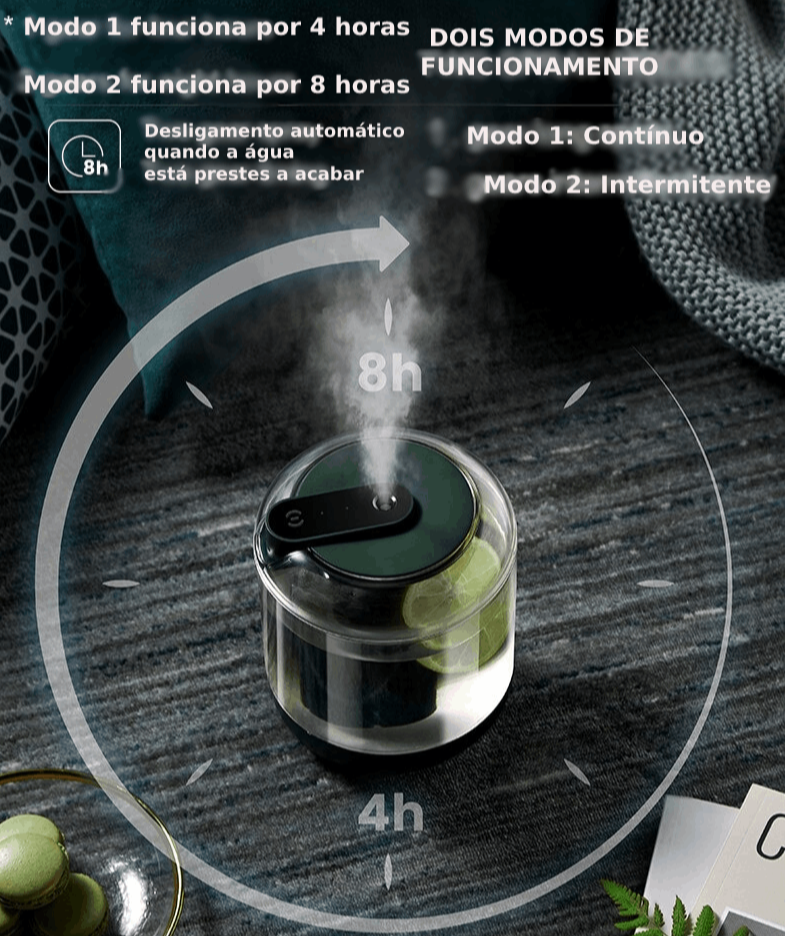 * Modo 1 funciona por 4 horas
Modo 2 funciona por 8 horas
DOIS MODOS DE
FUNCIONAMENTO
8h
Desligamento automático
quando a água
está prestes a acabar
Modo 1: Contínuo
Modo 2: Intermitente
8h
4h